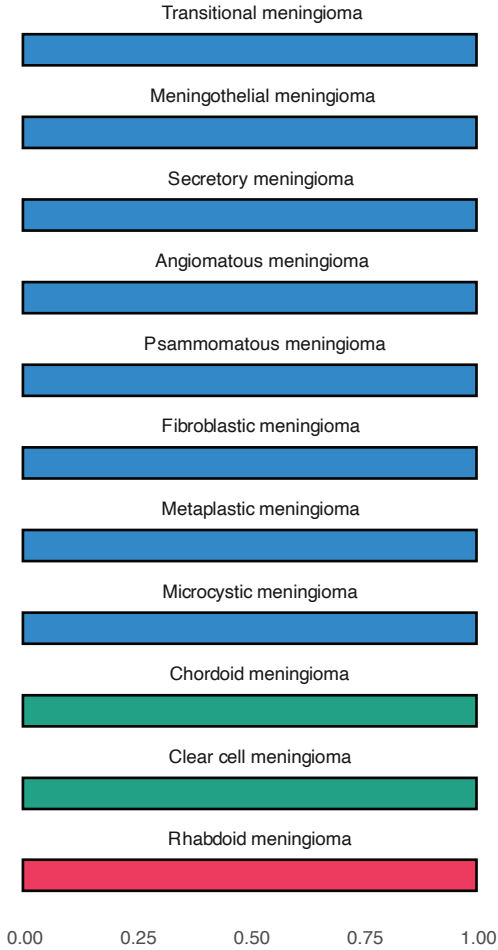 Transitional meningioma
Meningothelial meningioma
Secretory meningioma
Angiomatous meningioma
Psammomatous meningioma
Fibroblastic meningioma
Metaplastic meningioma
Microcystic meningioma
Chordoid meningioma
Clear cell meningioma
Rhabdoid meningioma
0.00 0.25 0.50 0.75 1.00